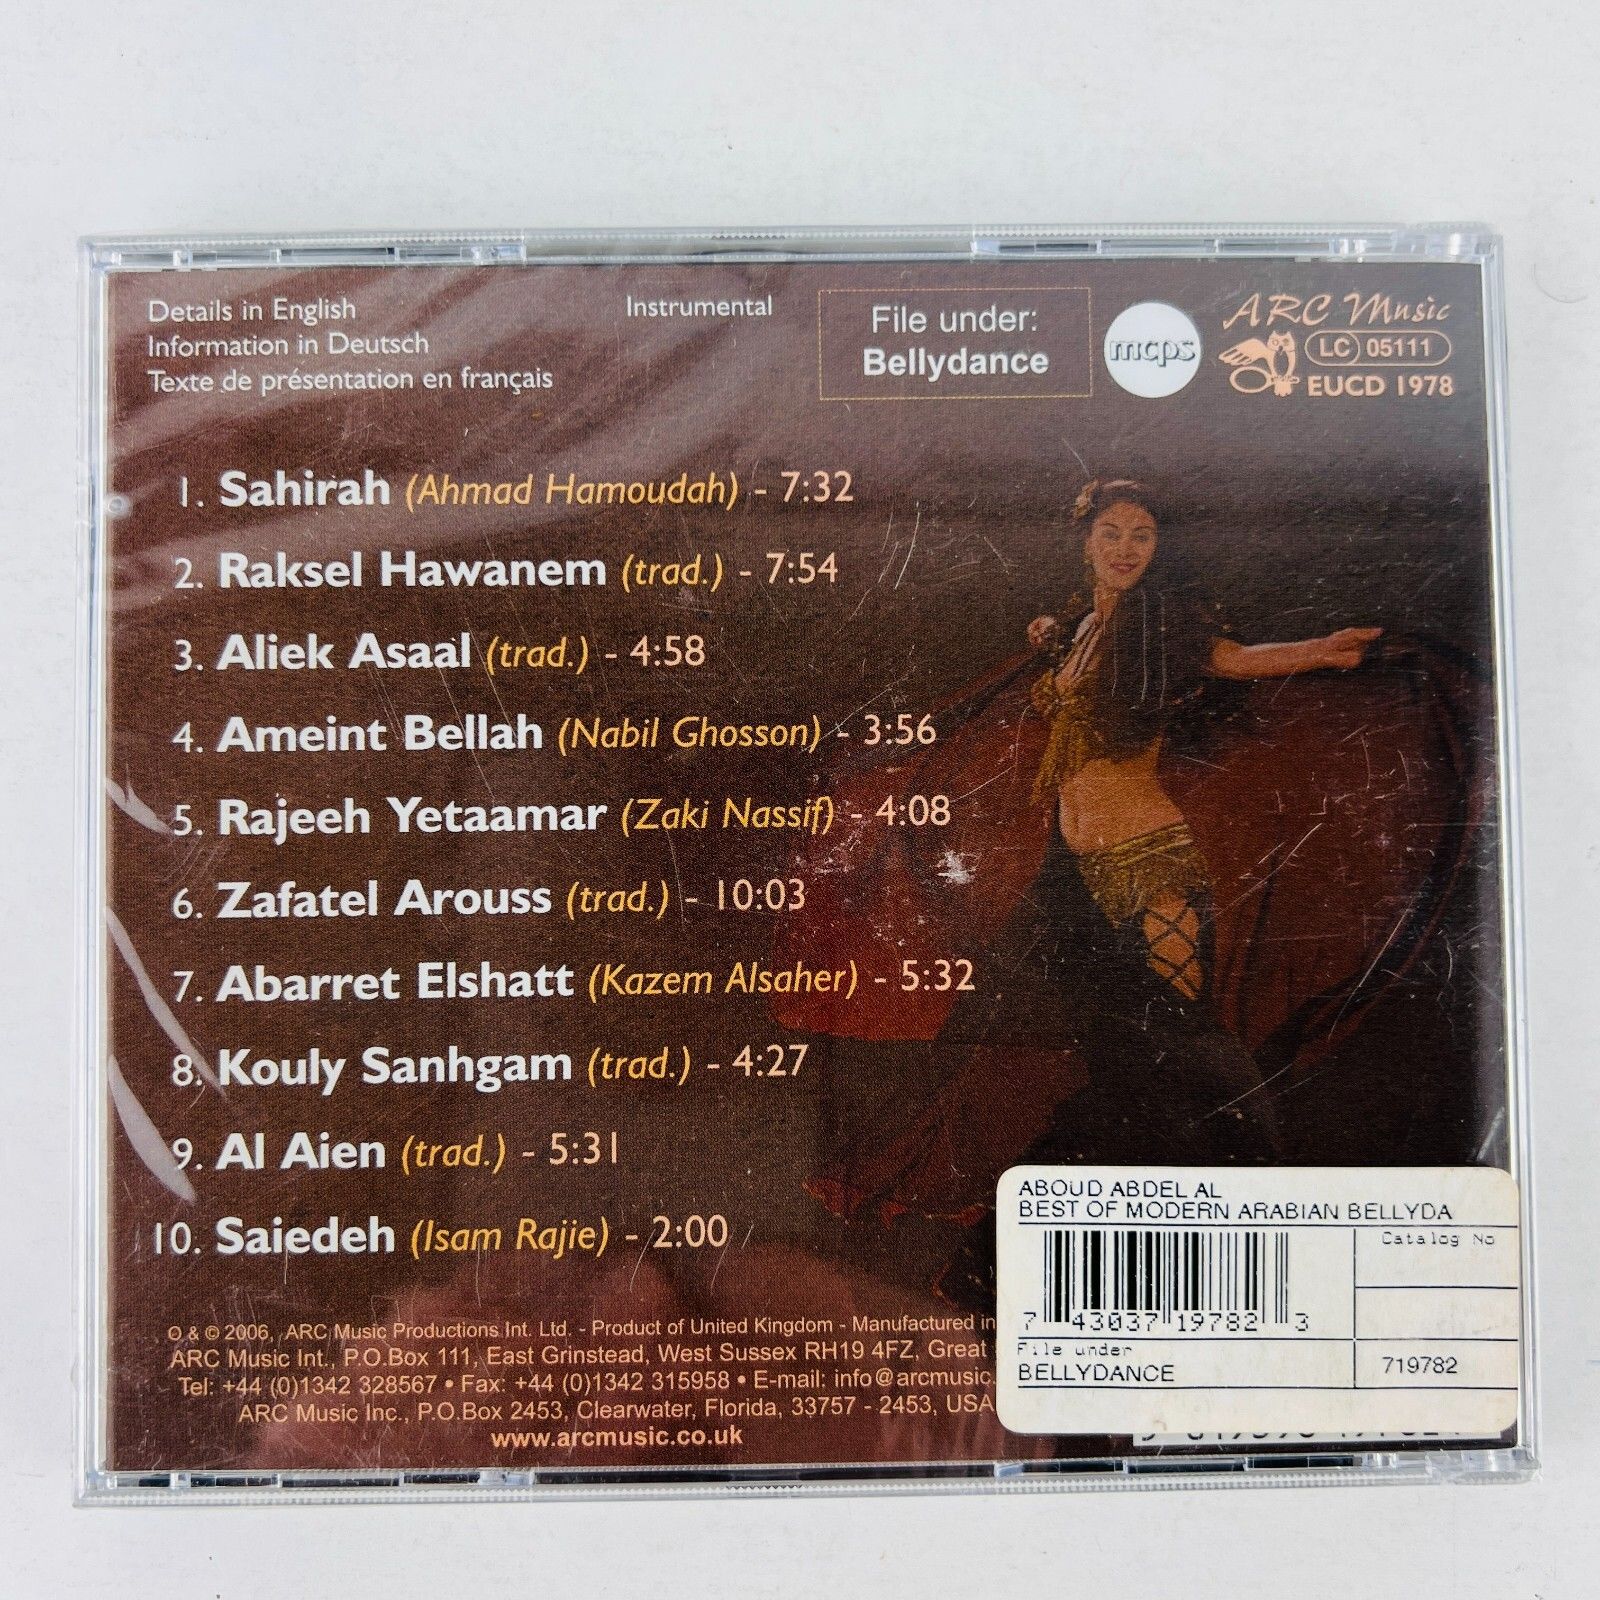 Details in English
Information in Deutsch
Texte de présentation en français
Instrumental
File under:
Bellydance
mcps
ARC Music
LC 05111
EUCD 1978
1. Sahirah (Ahmad Hamoudah) - 7:32
2. Raksel Hawanem (trad.) - 7:54
3. Aliek Asaal (trad.) - 4:58
4. Ameint Bellah (Nabil Ghosson) - 3:56
5. Rajeeh Yetaamar (Zaki Nassif) - 4:08
6. Zafatel Arouss (trad.) - 10:03
7. Abarret Elshatt (Kazem Alsaher) - 5:32
8. Kouly Sanhgam (trad.) - 4:27
9. Al Aien (trad.) - 5:31
10. Saiedeh (Isam Rajie) - 2:00
& © 2006, ARC Music Productions Int. Ltd. - Product of United Kingdom - Manufactured in
ARC Music Int., P.O.Box 111, East Grinstead, West Sussex RH19 4FZ, Great
Tel: +44 (0)1342 328567 • Fax: +44 (0)1342 315958 • E-mail: info@arcmusic.
ARC Music Inc., P.O.Box 2453, Clearwater, Florida, 33757 - 2453, USA
www.arcmusic.co.uk
ABOUD ABDEL AL
BEST OF MODERN ARABIAN BELLYDA
Catalog No
7 43037 19782 3
File under
BELLYDANCE
719782